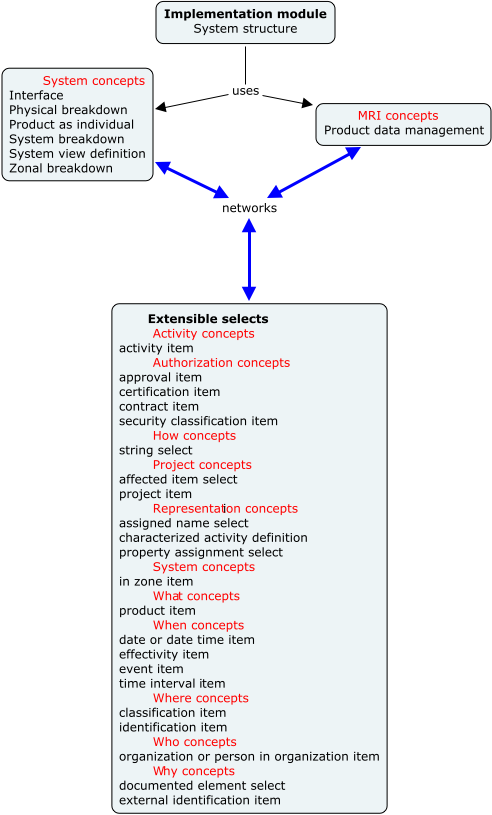 Implementation module
System structure
uses
System concepts
Interface
Physical breakdown
Product as individual
System breakdown
System view definition
Zonal breakdown
MRI concepts
Product data management
networks
Extensible selects
Activity concepts
activity item
Authorization concepts
approval item
certification item
contract item
security classification item
How concepts
string select
Project concepts
affected item select
project item
Representation concepts
assigned name select
characterized activity definition
property assignment select
System concepts
in zone item
What concepts
product item
When concepts
date or date time item
effectivity item
event item
time interval item
Where concepts
classification item
identification item
Who concepts
organization or person in organization item
Why concepts
documented element select
external identification item